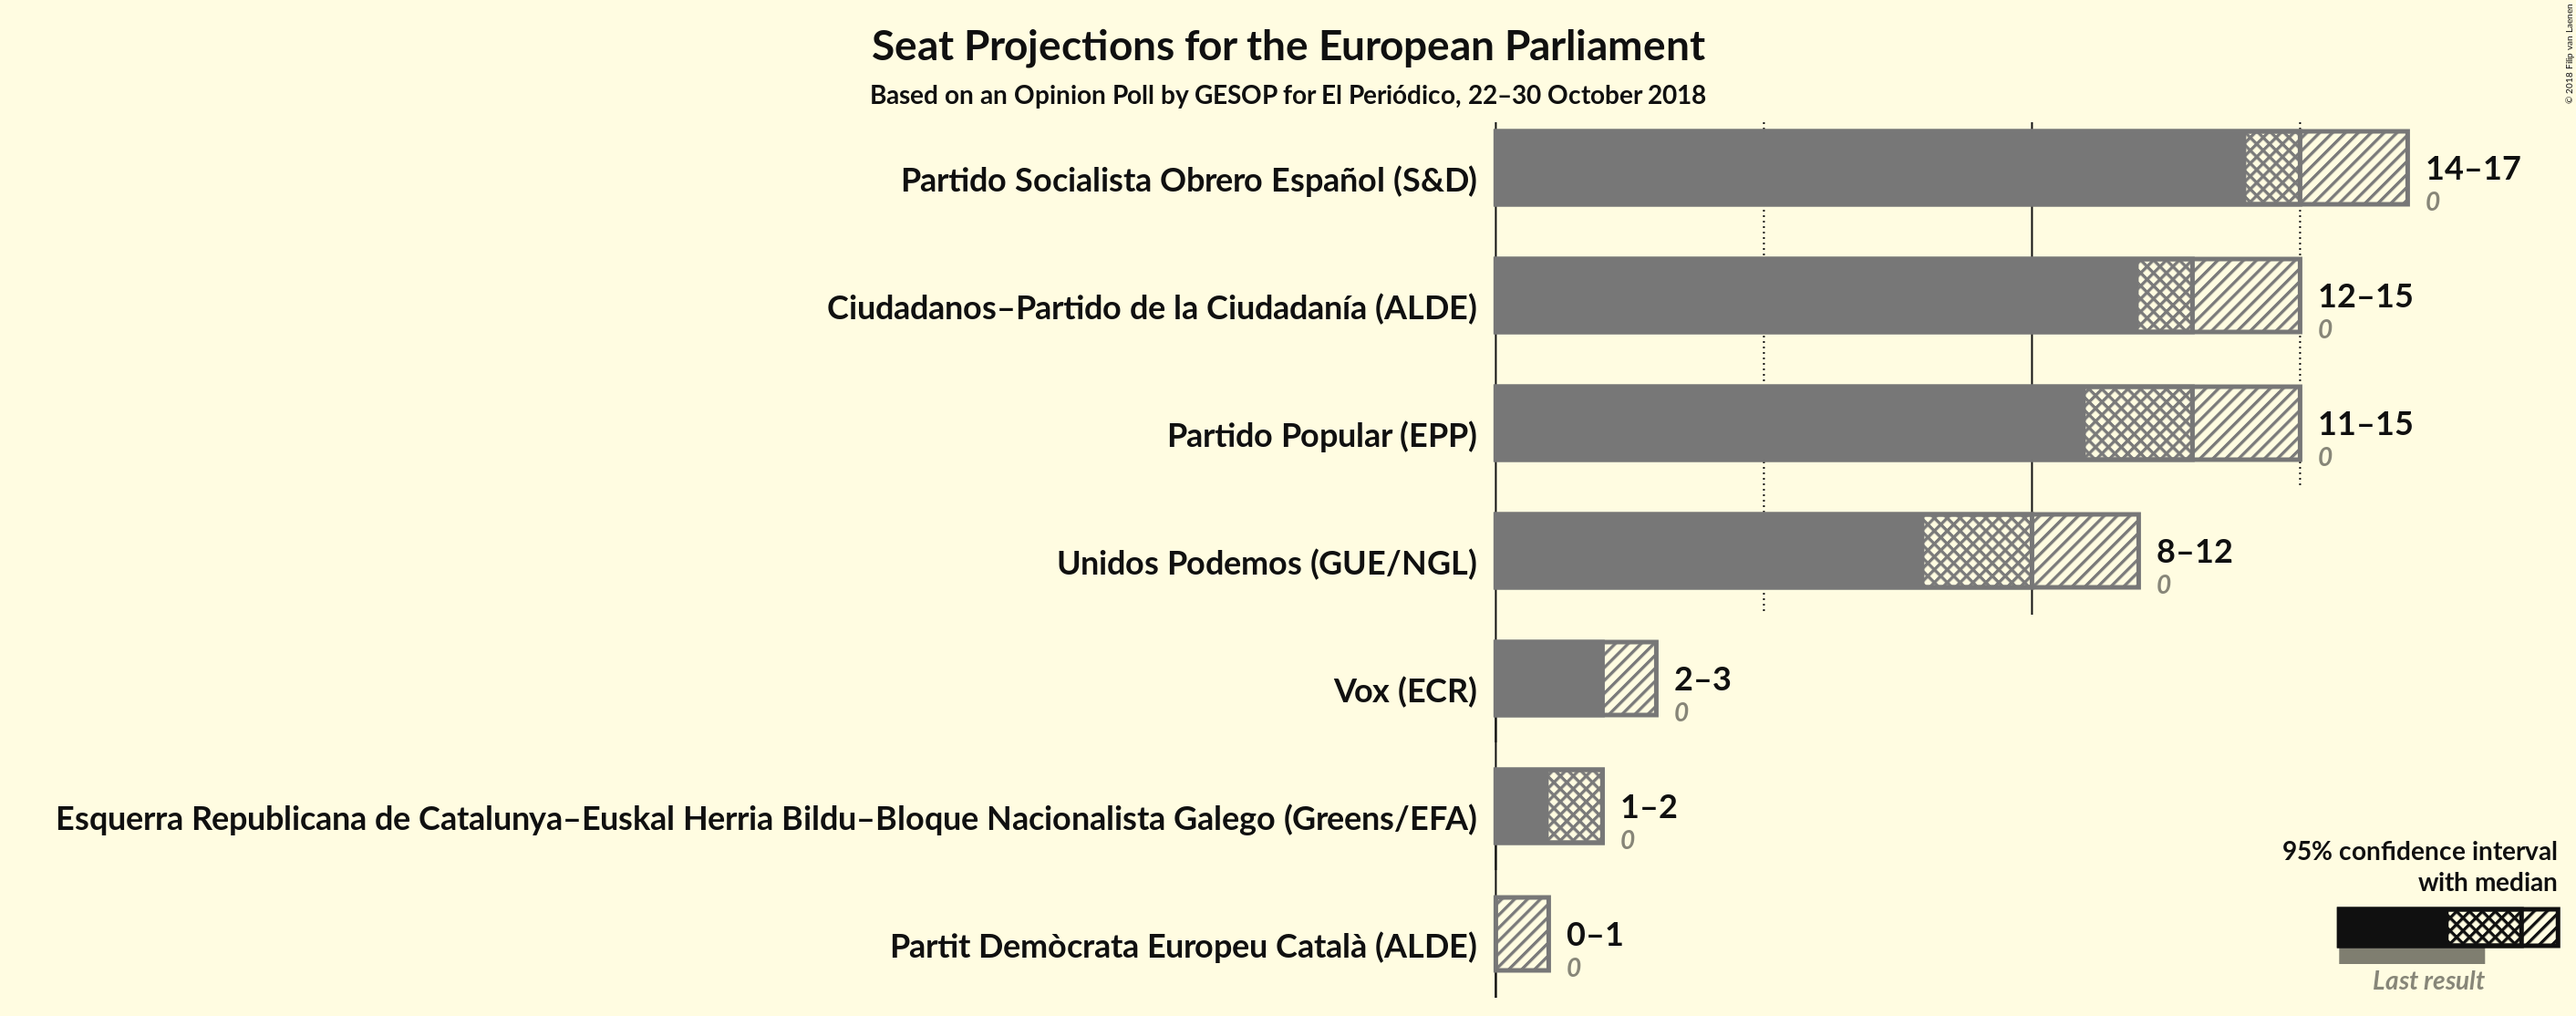 Seat Projections for the European Parliament
Based on an Opinion Poll by GESOP for El Periódico, 22–30 October 2018
© 2018 Filip van Laenen
Partido Socialista Obrero Español (S&D)
14–17
0
Ciudadanos–Partido de la Ciudadanía (ALDE)
12–15
0
Partido Popular (EPP)
11–15
0
Unidos Podemos (GUE/NGL)
8–12
0
Vox (ECR)
2–3
0
Esquerra Republicana de Catalunya–Euskal Herria Bildu–Bloque Nacionalista Galego (Greens/EFA)
1–2
0
Partit Demòcrata Europeu Català (ALDE)
0–1
0
95% confidence interval
with median
Last result